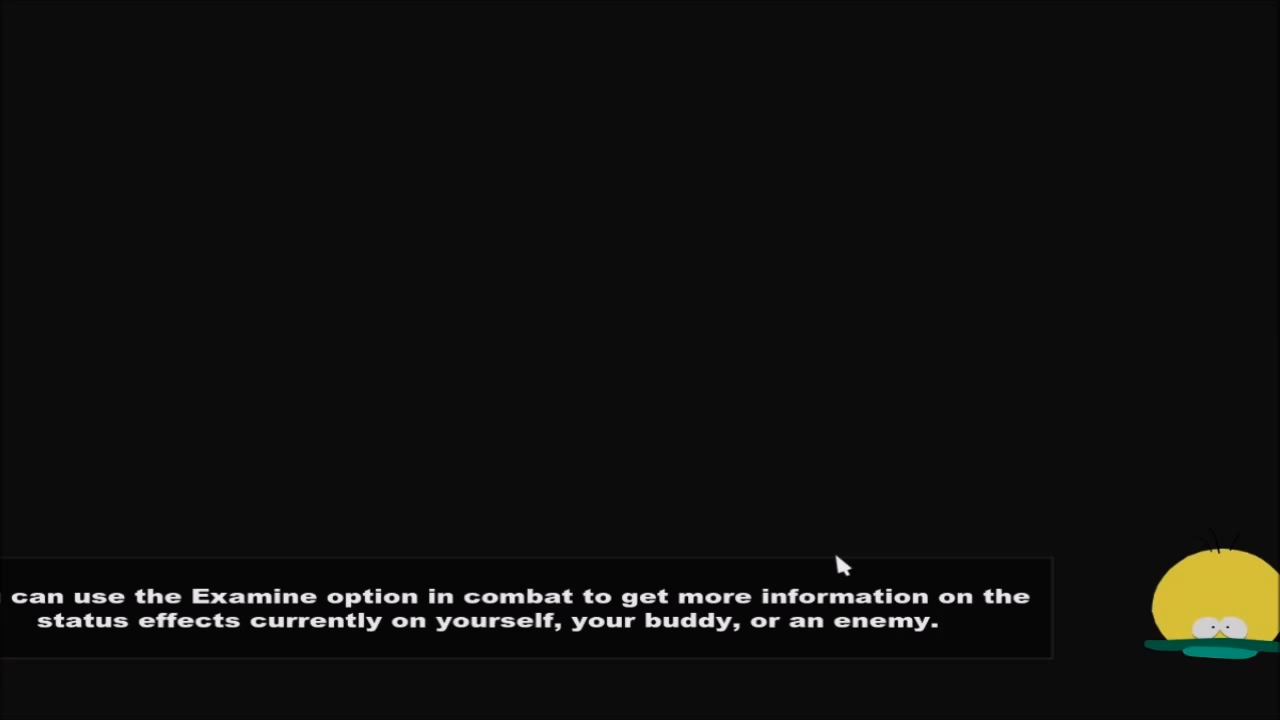 can use the Examine option in combat to get more information on the
status effects currently on yourself, your buddy, or an enemy.